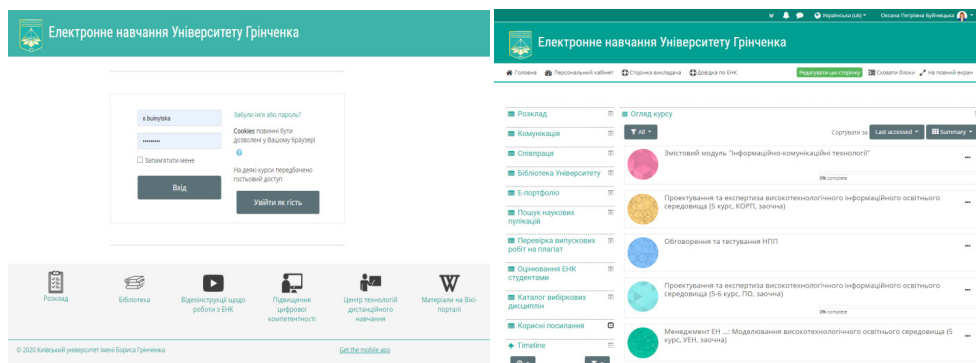 Електронне навчання Університету Грінченка
o.buinytska
Забули ім'я або пароль?
Cookies повинні бути
дозволені у Вашому браузері
Запам'ятати мене
На деякі курси передбачено
гостьовий доступ
Вхід
Увійти як гість
Розклад
Бібліотека
Відеоінструкції щодо
роботи з ЕНК
Підвищення
цифрової
компетентності
Центр технологій
дистанційного
навчання
Матеріали на Вікі-
порталі
© 2020 Київський університет імені Бориса Грінченка
Get the mobile app
Українська (uk)
Оксана Петрівна Буйницька
Електронне навчання Університету Грінченка
Головна
Персональний кабінет
Сторінка викладача
Довідка по ЕНК
Редагувати цю сторінку
Сховати блоки
На повний екран
Розклад
Комунікація
Співпраця
Бібліотека Університету
Е-портфоліо
Пошук наукових
пулікацій
Перевірка випускових
робіт на плагіат
Оцінювання ЕНК
студентами
Каталог вибіркових
дисциплін
Корисні посилання
Timeline
Огляд курсу
All
Сортувати за
Last accessed
Summary
Змістовий модуль "Інформаційно-комунікаційні технології"
0% complete
Проектування та експертиза високотехнологічного інформаційного освітнього
середовища (5 курс, КОРП, заочна)
Обговорення та тестування НПП
Проектування та експертиза високотехнологічного інформаційного освітнього
середовища (5-6 курс, ПО, заочна)
0% complete
Менеджмент ЕН ...: Моделювання високотехнологічного освітнього середовища (5
курс, УЕН, заочна)